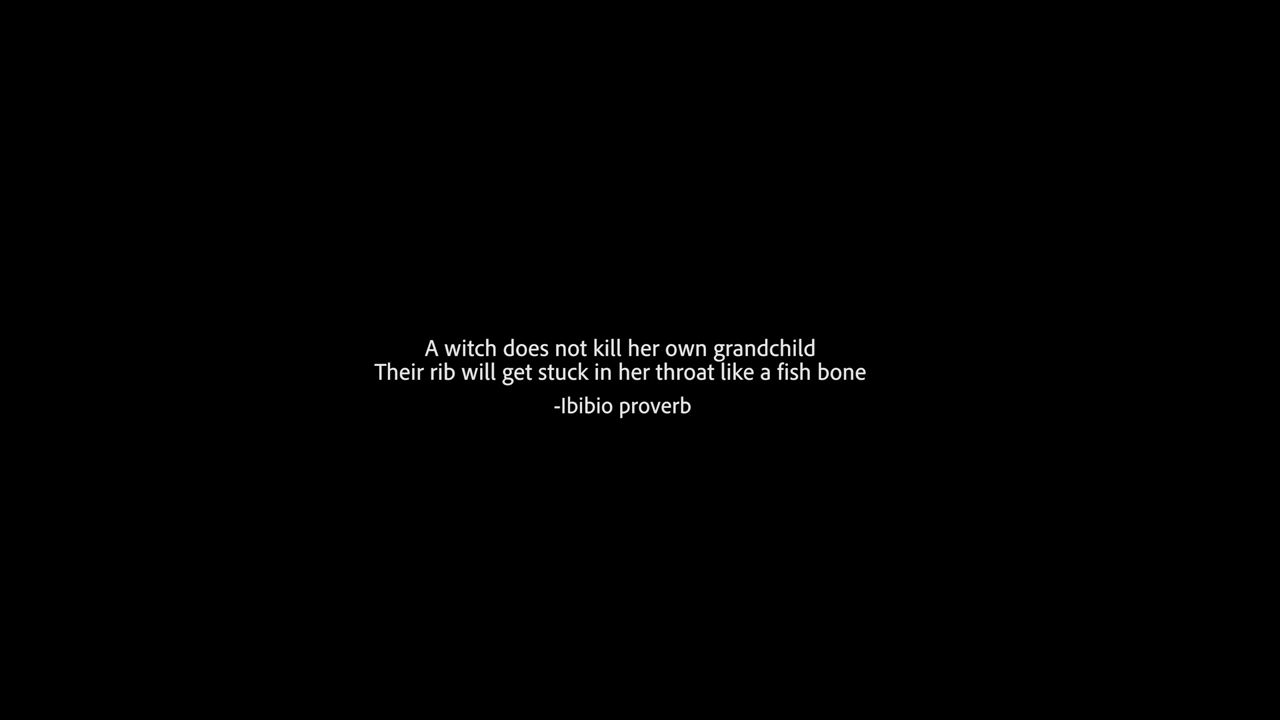 A witch does not kill her own grandchild
Their rib will get stuck in her throat like a fish bone
-Ibibio proverb